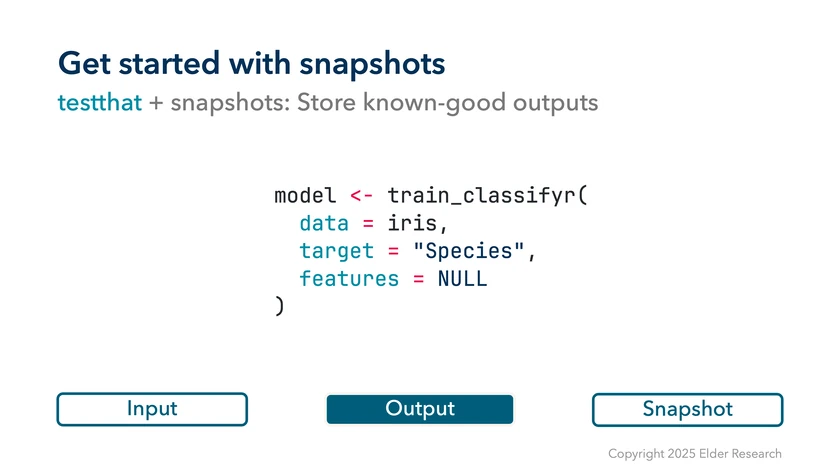 Get started with snapshots
testthat + snapshots: Store known-good outputs
model <- train_classifyr(
  data = iris,
  target = "Species",
  features = NULL
)
Input
Output
Snapshot
Copyright 2025 Elder Research